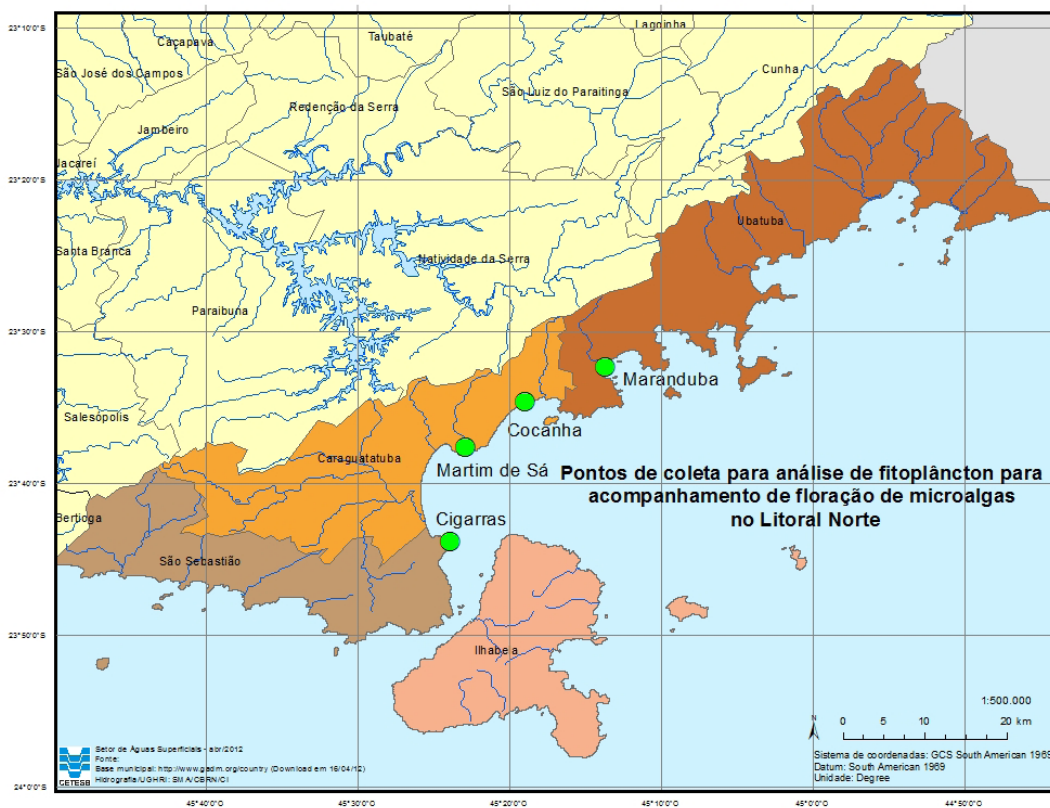 23°10'0"S
Lagoinha
Taubaté
Caçapava
Cunha
São José dos Campos
São Luiz do Paraitinga
Redenção da Serra
Jambeiro
Jacareí
23°20'0"S
Ubatuba
Santa Branca
Natividade da Serra
Paraibuna
23°30'0"S
Maranduba
Salesópolis
Cocanha
Caraguatatuba
Martim de Sá
Pontos de coleta para análise de fitoplâncton para
acompanhamento de floração de microalgas
no Litoral Norte
23°40'0"S
Cigarras
Bertioga
São Sebastião
23°50'0"S
Ilhabela
1:500.000
N
0 5 10 20 km
Setor de Águas Superficiais - abr/2012
Fonte:
Base municipal: http://www.gadm.org/country (Download em 16/04/12)
Hidrografia/UGHRI: SMA/CBRN/CI
CETESB
Sistema de coordenadas: GCS South American 1969
Datum: South American 1969
Unidade: Degree
24°0'0"S
45°40'0"O 45°30'0"O 45°20'0"O 45°10'0"O 45°0'0"O 44°50'0"O